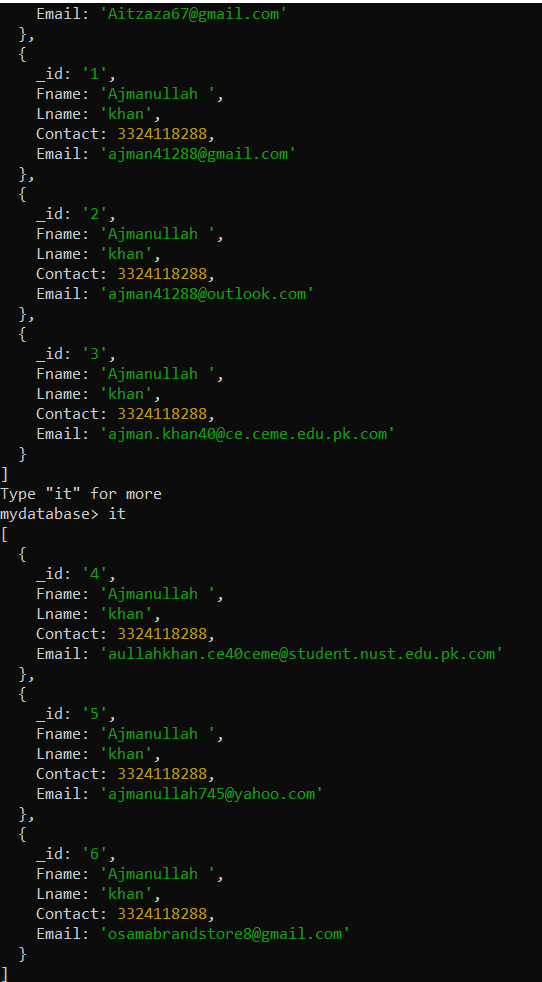 Email: 'Aitzaza67@gmail.com'
  },
  {
    _id: '1',
    Fname: 'Ajmanullah ',
    Lname: 'khan',
    Contact: 3324118288,
    Email: 'ajman41288@gmail.com'
  },
  {
    _id: '2',
    Fname: 'Ajmanullah ',
    Lname: 'khan',
    Contact: 3324118288,
    Email: 'ajman41288@outlook.com'
  },
  {
    _id: '3',
    Fname: 'Ajmanullah ',
    Lname: 'khan',
    Contact: 3324118288,
    Email: 'ajman.khan40@ce.ceme.edu.pk.com'
  }
]
Type "it" for more
mydatabase> it
[
  {
    _id: '4',
    Fname: 'Ajmanullah ',
    Lname: 'khan',
    Contact: 3324118288,
    Email: 'aullahkhan.ce40ceme@student.nust.edu.pk.com'
  },
  {
    _id: '5',
    Fname: 'Ajmanullah ',
    Lname: 'khan',
    Contact: 3324118288,
    Email: 'ajmanullah745@yahoo.com'
  },
  {
    _id: '6',
    Fname: 'Ajmanullah ',
    Lname: 'khan',
    Contact: 3324118288,
    Email: 'osamabrandstore8@gmail.com'
  }
]